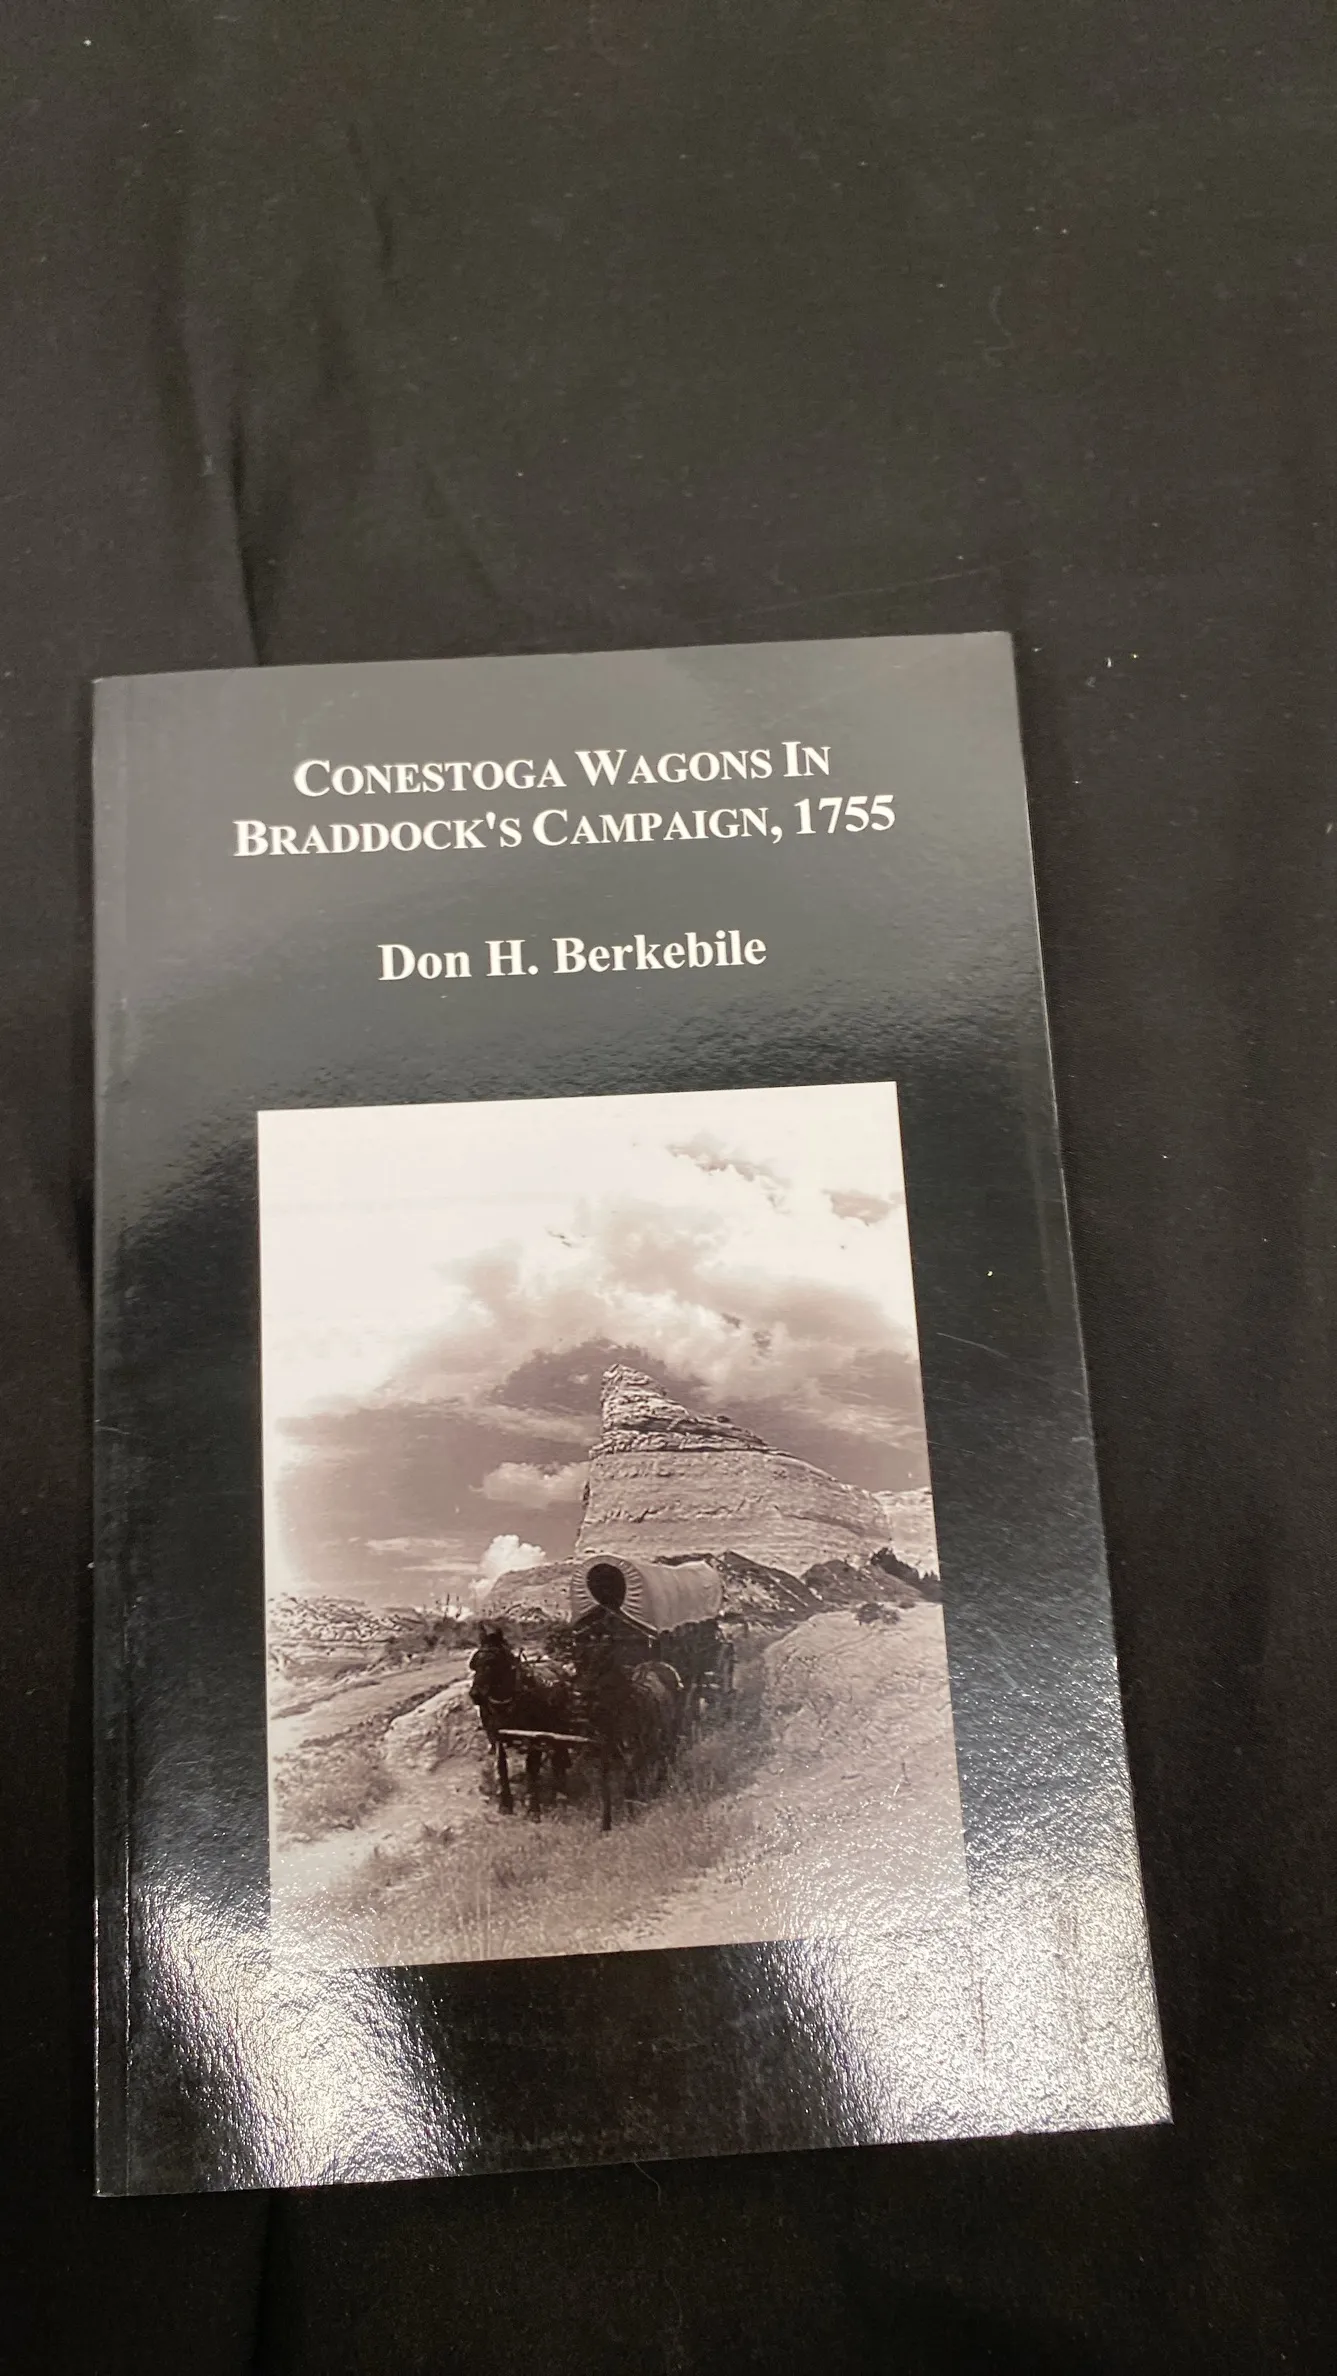 CONESTOGA WAGONS IN
BRADDOCK'S CAMPAIGN, 1755
Don H. Berkebile